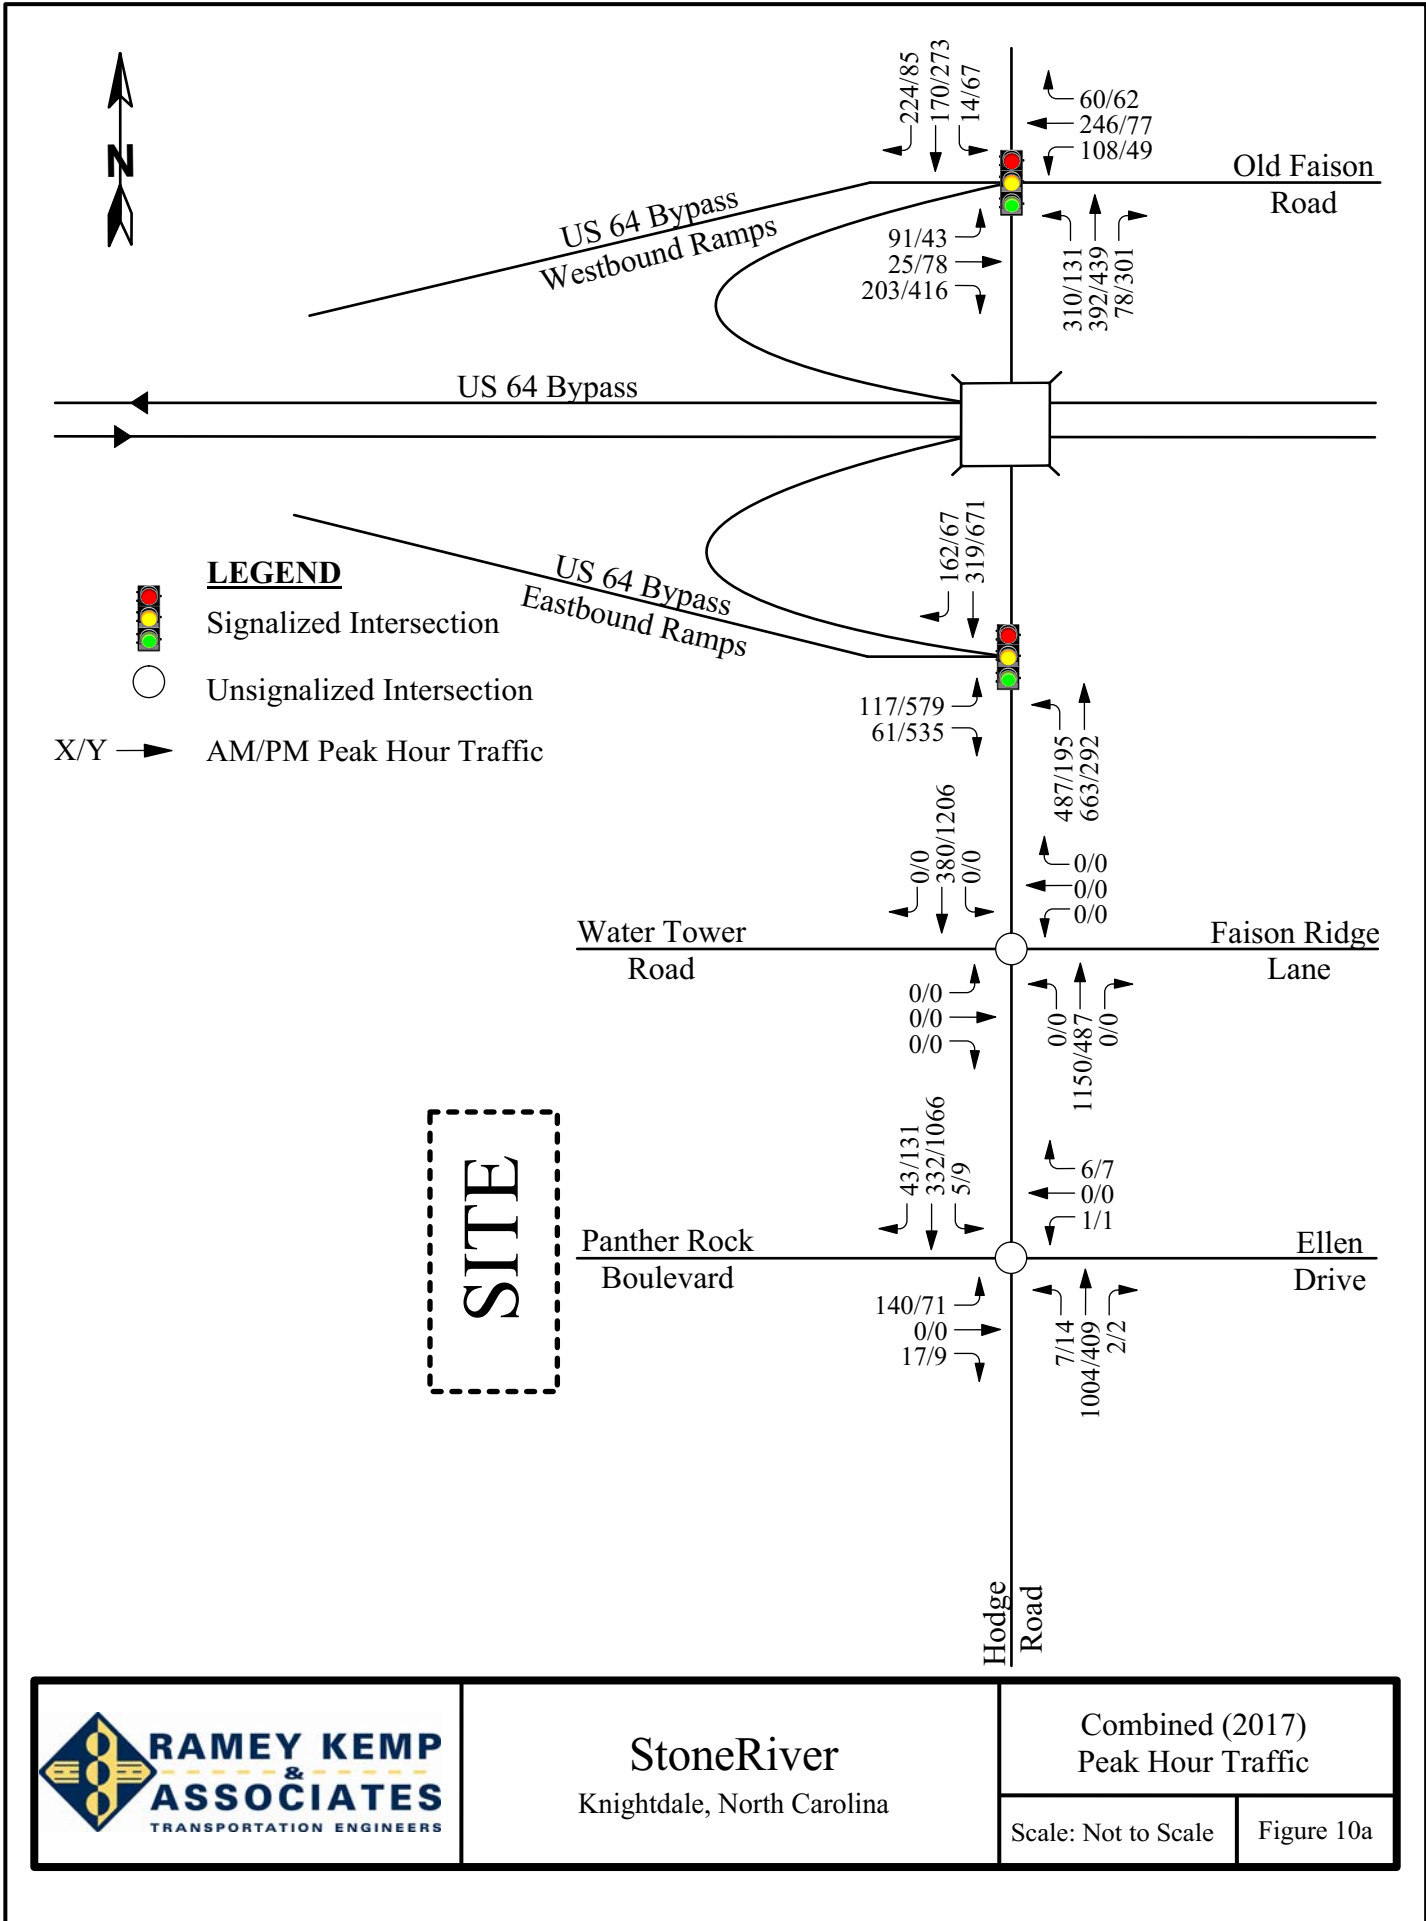 224/85
170/273
14/67
60/62
246/77
108/49
N
Old Faison
Road
US 64 Bypass
Westbound Ramps
91/43
25/78
203/416
310/131
392/439
78/301
US 64 Bypass
162/67
319/671
US 64 Bypass
Eastbound Ramps
LEGEND
Signalized Intersection
Unsignalized Intersection
X/Y AM/PM Peak Hour Traffic
117/579
61/535
487/195
663/292
0/0
380/1206
0/0
0/0
0/0
0/0
Water Tower
Road
Faison Ridge
Lane
0/0
0/0
0/0
0/0
1150/487
0/0
SITE
43/131
332/1066
5/9
6/7
0/0
1/1
Panther Rock
Boulevard
Ellen
Drive
140/71
0/0
17/9
7/14
1004/409
2/2
Hodge
Road
RAMEY KEMP
&
ASSOCIATES
TRANSPORTATION ENGINEERS
StoneRiver
Knightdale, North Carolina
Combined (2017)
Peak Hour Traffic
Scale: Not to Scale
Figure 10a